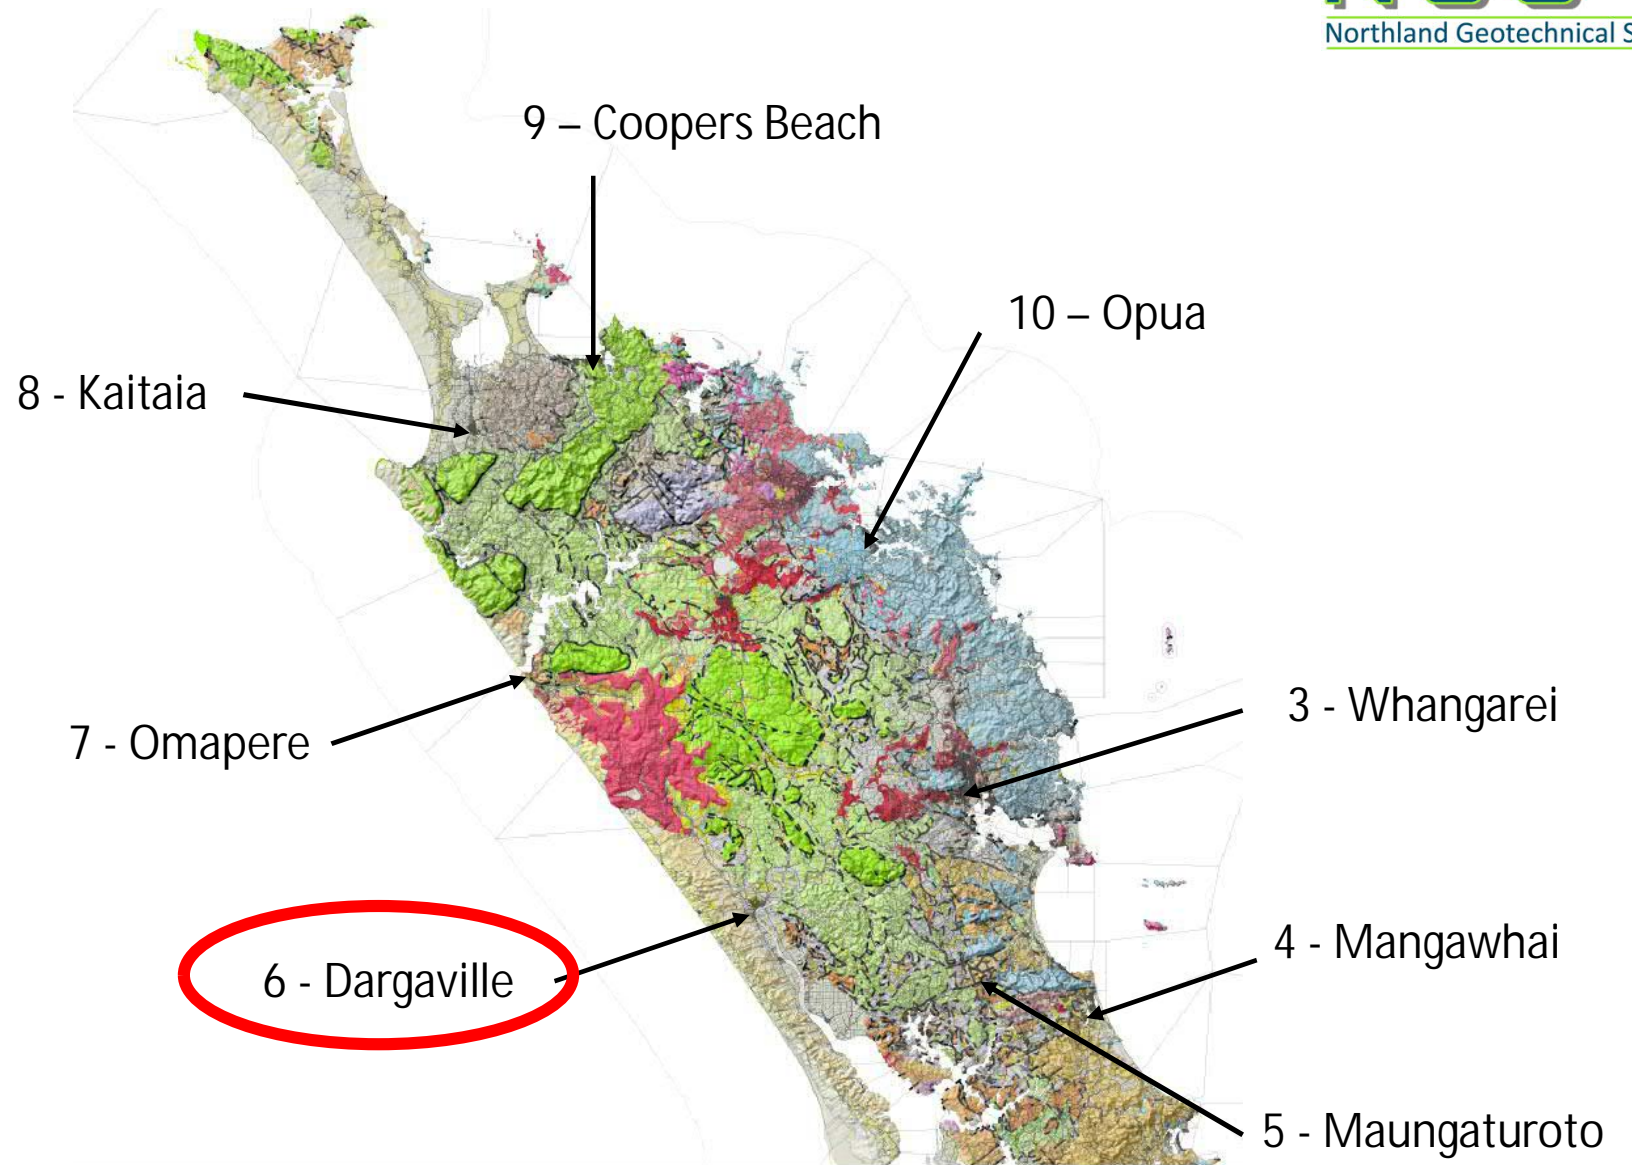 Northland Geotechnical S
9 – Coopers Beach
10 – Opua
8 - Kaitaia
3 - Whangarei
7 - Omapere
4 - Mangawhai
6 - Dargaville
5 - Maungaturoto